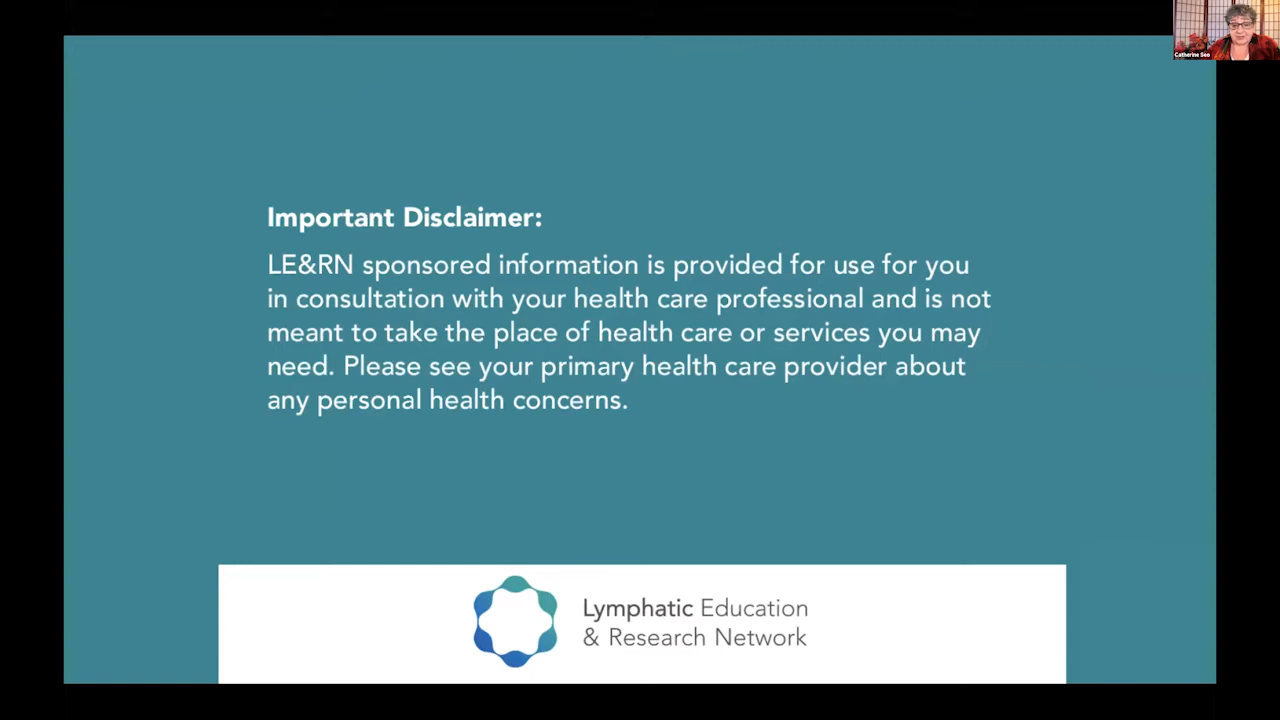 Catherine Seo
Important Disclaimer:
LE&RN sponsored information is provided for use for you
in consultation with your health care professional and is not
meant to take the place of health care or services you may
need. Please see your primary health care provider about
any personal health concerns.
Lymphatic Education
& Research Network